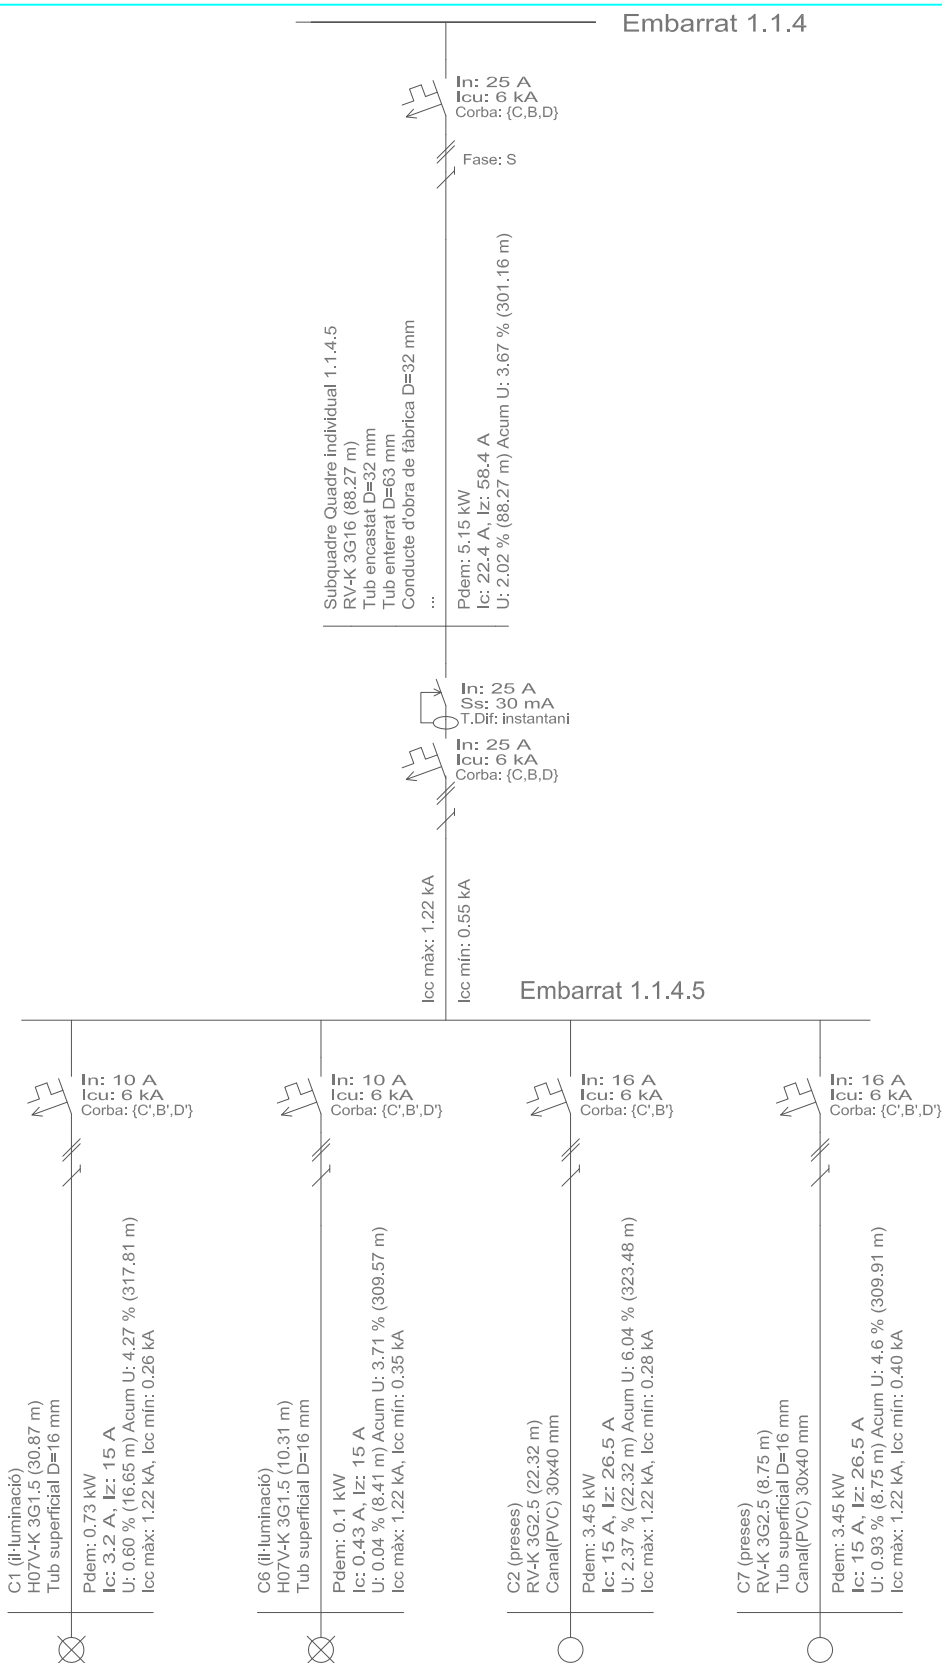 Embarrat 1.1.4
In: 25 A
Icu: 6 kA
Corba: {C,B,D}
Fase: S
Subquadre Quadre individual 1.1.4.5
RV-K 3G16 (88.27 m)
Tub encastat D=32 mm
Tub enterrat D=63 mm
Conducte d'obra de fàbrica D=32 mm
...
Pdem: 5.15 kW
Ic: 22.4 A, Iz: 58.4 A
U: 2.02 % (88.27 m) Acum U: 3.67 % (301.16 m)
In: 25 A
Ss: 30 mA
T.Dif: instantani
In: 25 A
Icu: 6 kA
Corba: {C,B,D}
Icc màx: 1.22 kA
Icc mín: 0.55 kA
Embarrat 1.1.4.5
In: 10 A
Icu: 6 kA
Corba: {C',B',D'}
C1 (il·luminació)
H07V-K 3G1.5 (30.87 m)
Tub superficial D=16 mm
Pdem: 0.73 kW
Ic: 3.2 A, Iz: 15 A
U: 0.60 % (16.65 m) Acum U: 4.27 % (317.81 m)
Icc màx: 1.22 kA, Icc mín: 0.26 kA
In: 10 A
Icu: 6 kA
Corba: {C',B',D'}
C6 (il·luminació)
H07V-K 3G1.5 (10.31 m)
Tub superficial D=16 mm
Pdem: 0.1 kW
Ic: 0.43 A, Iz: 15 A
U: 0.04 % (8.41 m) Acum U: 3.71 % (309.57 m)
Icc màx: 1.22 kA, Icc mín: 0.35 kA
In: 16 A
Icu: 6 kA
Corba: {C',B'}
C2 (preses)
RV-K 3G2.5 (22.32 m)
Canal(PVC) 30x40 mm
Pdem: 3.45 kW
Ic: 15 A, Iz: 26.5 A
U: 2.37 % (22.32 m) Acum U: 6.04 % (323.48 m)
Icc màx: 1.22 kA, Icc mín: 0.28 kA
In: 16 A
Icu: 6 kA
Corba: {C',B',D'}
C7 (preses)
RV-K 3G2.5 (8.75 m)
Tub superficial D=16 mm
Canal(PVC) 30x40 mm
Pdem: 3.45 kW
Ic: 15 A, Iz: 26.5 A
U: 0.93 % (8.75 m) Acum U: 4.6 % (309.91 m)
Icc màx: 1.22 kA, Icc mín: 0.40 kA